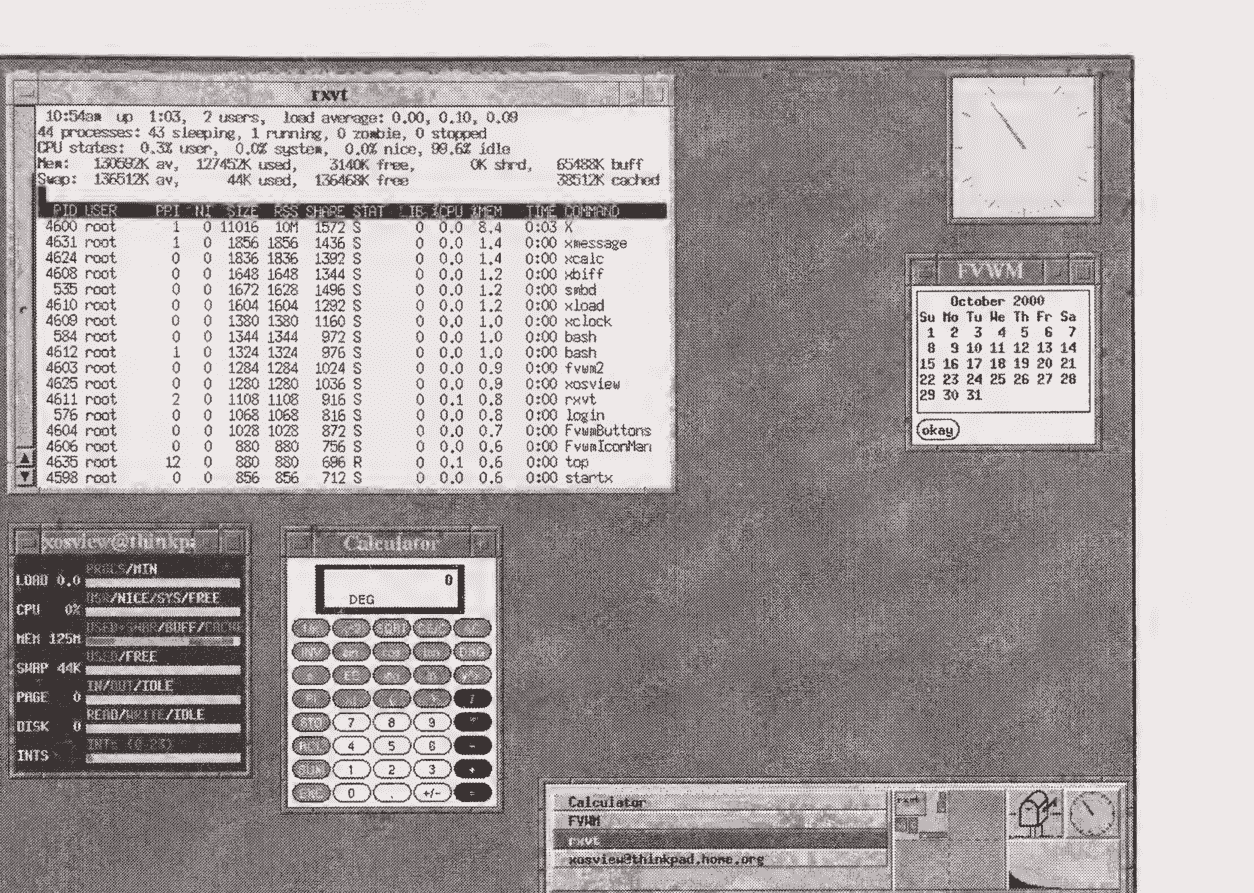 rxvt
10:54am up 1:03, 2 users, load average: 0.00, 0.10, 0.09
44 processes: 43 sleeping, 1 running, 0 zombie, 0 stopped
CPU states: 0.3% user, 0.0% system, 0.0% nice, 99.6% idle
Mem: 130592K av, 127452K used, 3140K free, 0K shrd, 65488K buff
Swap: 136512K av, 44K used, 136468K free 38512K cached
PID USER PRI NI SIZE RSS SHARE STAT LIB %CPU %MEM TIME COMMAND
4600 root 1 0 11016 10M 1572 S 0 0.0 8.4 0:03 X
4631 root 1 0 1856 1856 1436 S 0 0.0 1.4 0:00 xmessage
4624 root 0 0 1836 1836 1392 S 0 0.0 1.4 0:00 xcalc
4608 root 0 0 1648 1648 1344 S 0 0.0 1.2 0:00 xbiff
535 root 0 0 1672 1628 1496 S 0 0.0 1.2 0:00 smbd
4610 root 0 0 1604 1604 1292 S 0 0.0 1.2 0:00 xload
4609 root 0 0 1380 1380 1160 S 0 0.0 1.0 0:00 xclock
584 root 0 0 1344 1344 972 S 0 0.0 1.0 0:00 bash
4612 root 1 0 1324 1324 976 S 0 0.0 1.0 0:00 bash
4603 root 0 0 1284 1284 1024 S 0 0.0 0.9 0:00 fvwm2
4625 root 0 0 1280 1280 1036 S 0 0.0 0.9 0:00 xosview
4611 root 2 0 1108 1108 916 S 0 0.1 0.8 0:00 rxvt
576 root 0 0 1068 1068 816 S 0 0.0 0.8 0:00 login
4604 root 0 0 1028 1028 872 S 0 0.0 0.7 0:00 FvwmButtons
4606 root 0 0 880 880 756 S 0 0.0 0.6 0:00 FvwmIconMan
4635 root 12 0 880 880 696 R 0 0.1 0.6 0:00 top
4598 root 0 0 856 856 712 S 0 0.0 0.6 0:00 startx
FVWM
October 2000
Su Mo Tu We Th Fr Sa
1 2 3 4 5 6 7
8 9 10 11 12 13 14
15 16 17 18 19 20 21
22 23 24 25 26 27 28
29 30 31
okay
xosview@thinkpa
PROCS/MIN
LOAD 0.0
USR/NICE/SYS/FREE
CPU 0%
USED+SHAR/BUFF/CACHE
MEM 125M
USED/FREE
SWAP 44K
IN/OUT/IDLE
PAGE 0
READ/WRITE/IDLE
DISK 0
INTs (0-23)
INTS
Calculator
0
DEG
SQRT
INV sin cos tan DRG
e EE log ln y^x
PI ( ) /
STO 7 8 9 *
RCL 4 5 6 -
SUM 1 2 3 +
EXC 0 . +/- =
Calculator
FVWM
rxvt
xosview@thinkpad.home.org
rxvt